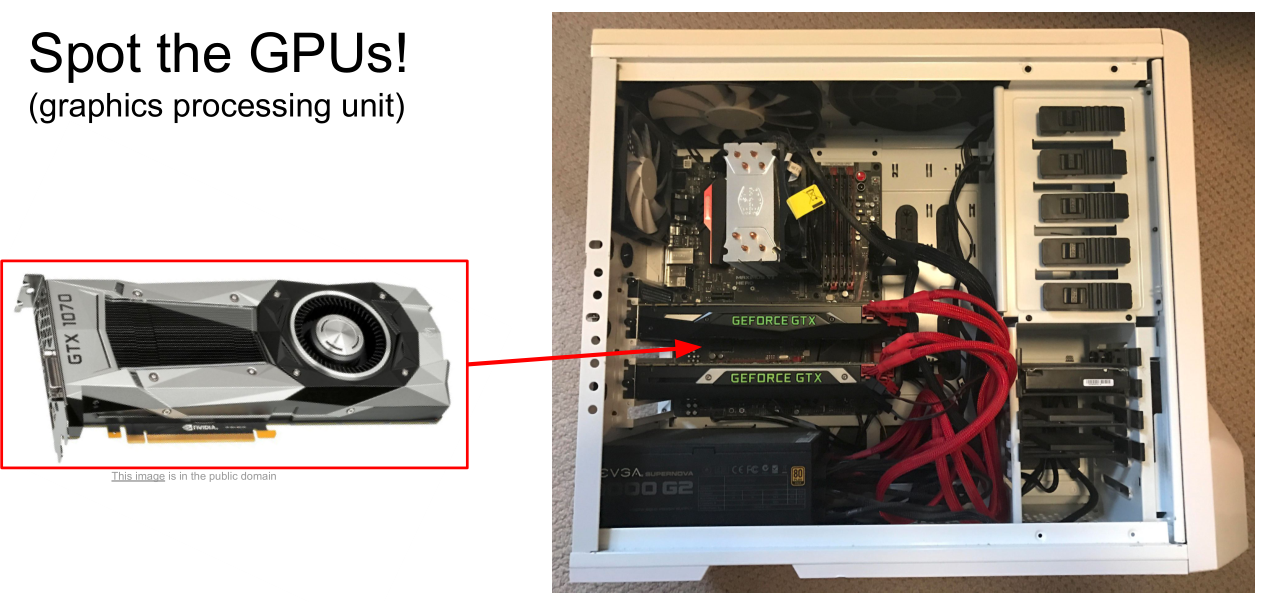 Spot the GPUs!
(graphics processing unit)
GTX 1070
NVIDIA.
This image is in the public domain
GEFORCE GTX
GEFORCE GTX
EVGA SUPERNOVA
G2